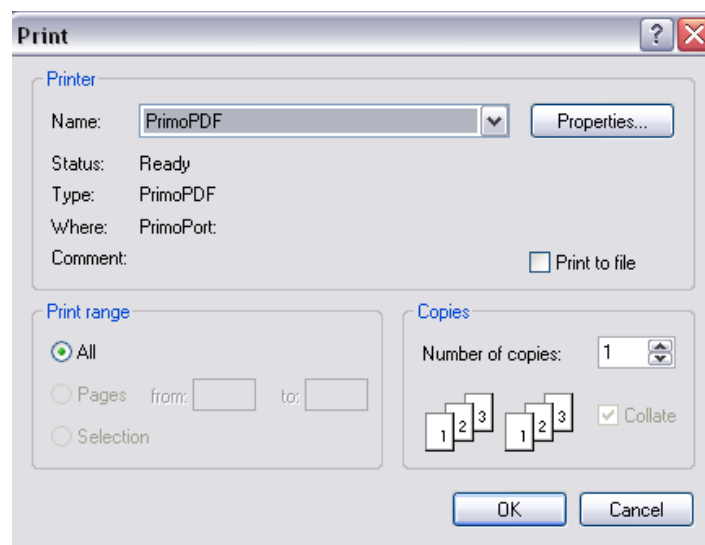 Print
Printer
Name: PrimoPDF Properties...
Status: Ready
Type: PrimoPDF
Where: PrimoPort:
Comment: Print to file
Print range
All
Pages from: to:
Selection
Copies
Number of copies: 1
1 2 3 1 2 3 Collate
OK Cancel